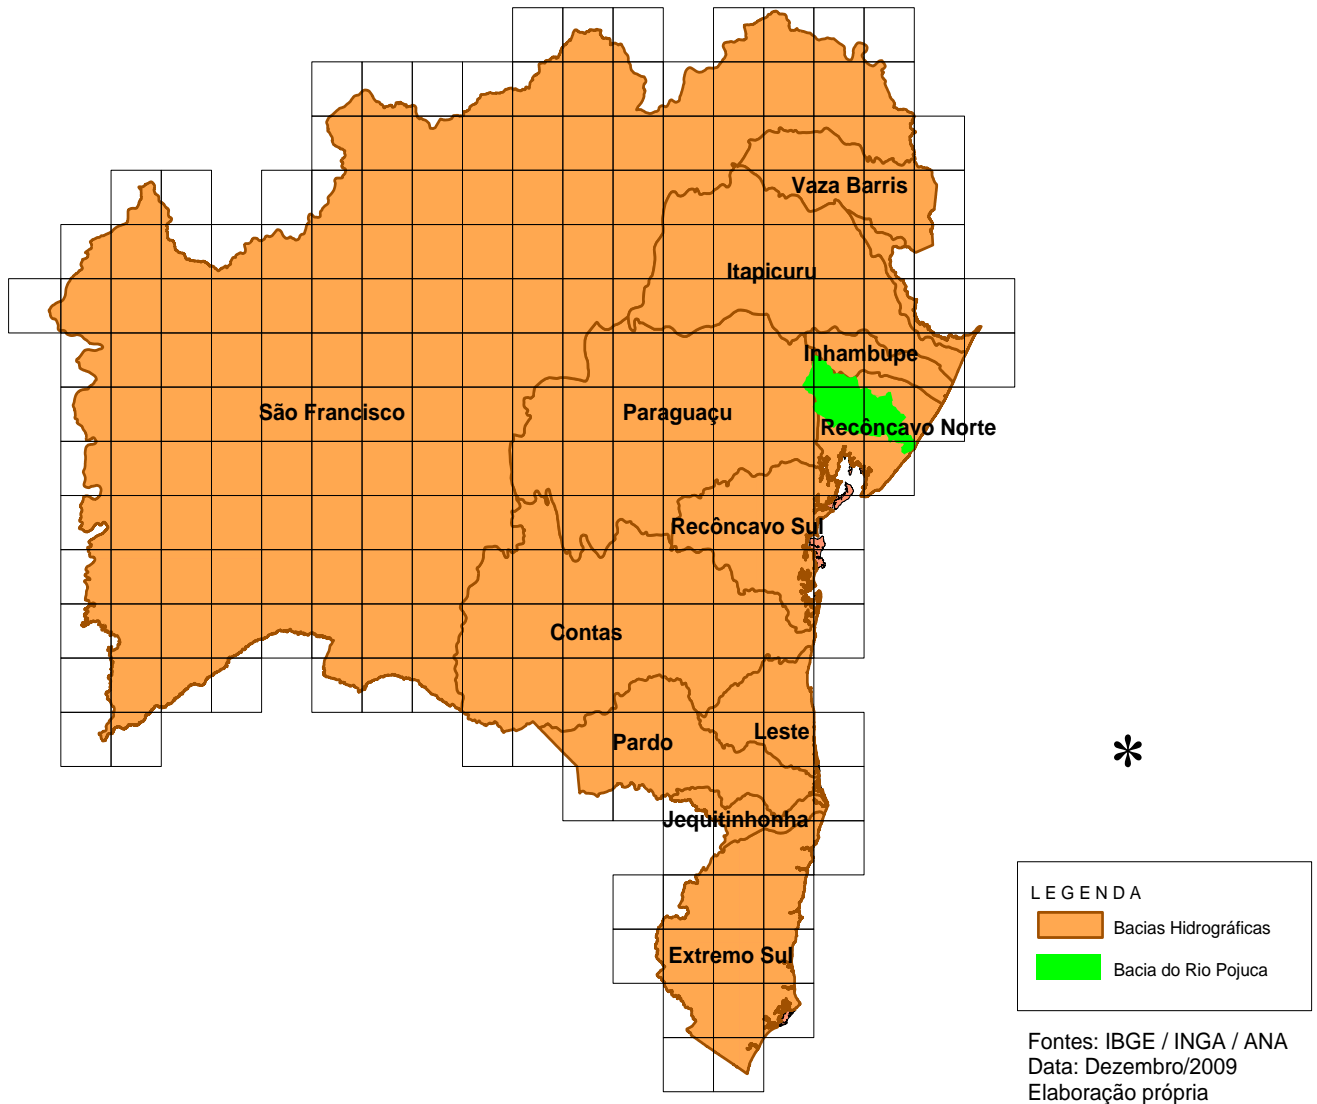 Vaza Barris
Itapicuru
Inhambupe
São Francisco
Paraguaçu
Recôncavo Norte
Recôncavo Sul
Contas
Leste
Pardo
*
Jequitinhonha
Extremo Sul
LEGENDA
Bacias Hidrográficas
Bacia do Rio Pojuca
Fontes: IBGE / INGA / ANA
Data: Dezembro/2009
Elaboração própria